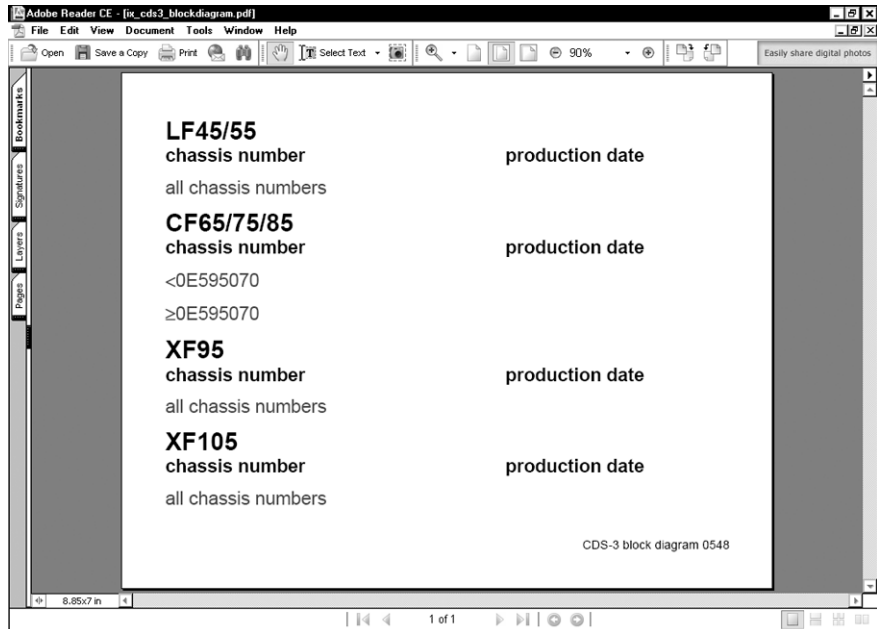 Adobe Reader CE - [ix_cds3_blockdiagram.pdf]
File Edit View Document Tools Window Help
Open Save a Copy Print Select Text 90% Easily share digital photos
Bookmarks
Signatures
Layers
Pages
LF45/55
chassis number production date
all chassis numbers
CF65/75/85
chassis number production date
<0E595070
≥0E595070
XF95
chassis number production date
all chassis numbers
XF105
chassis number production date
all chassis numbers
CDS-3 block diagram 0548
8.85x7 in
1 of 1